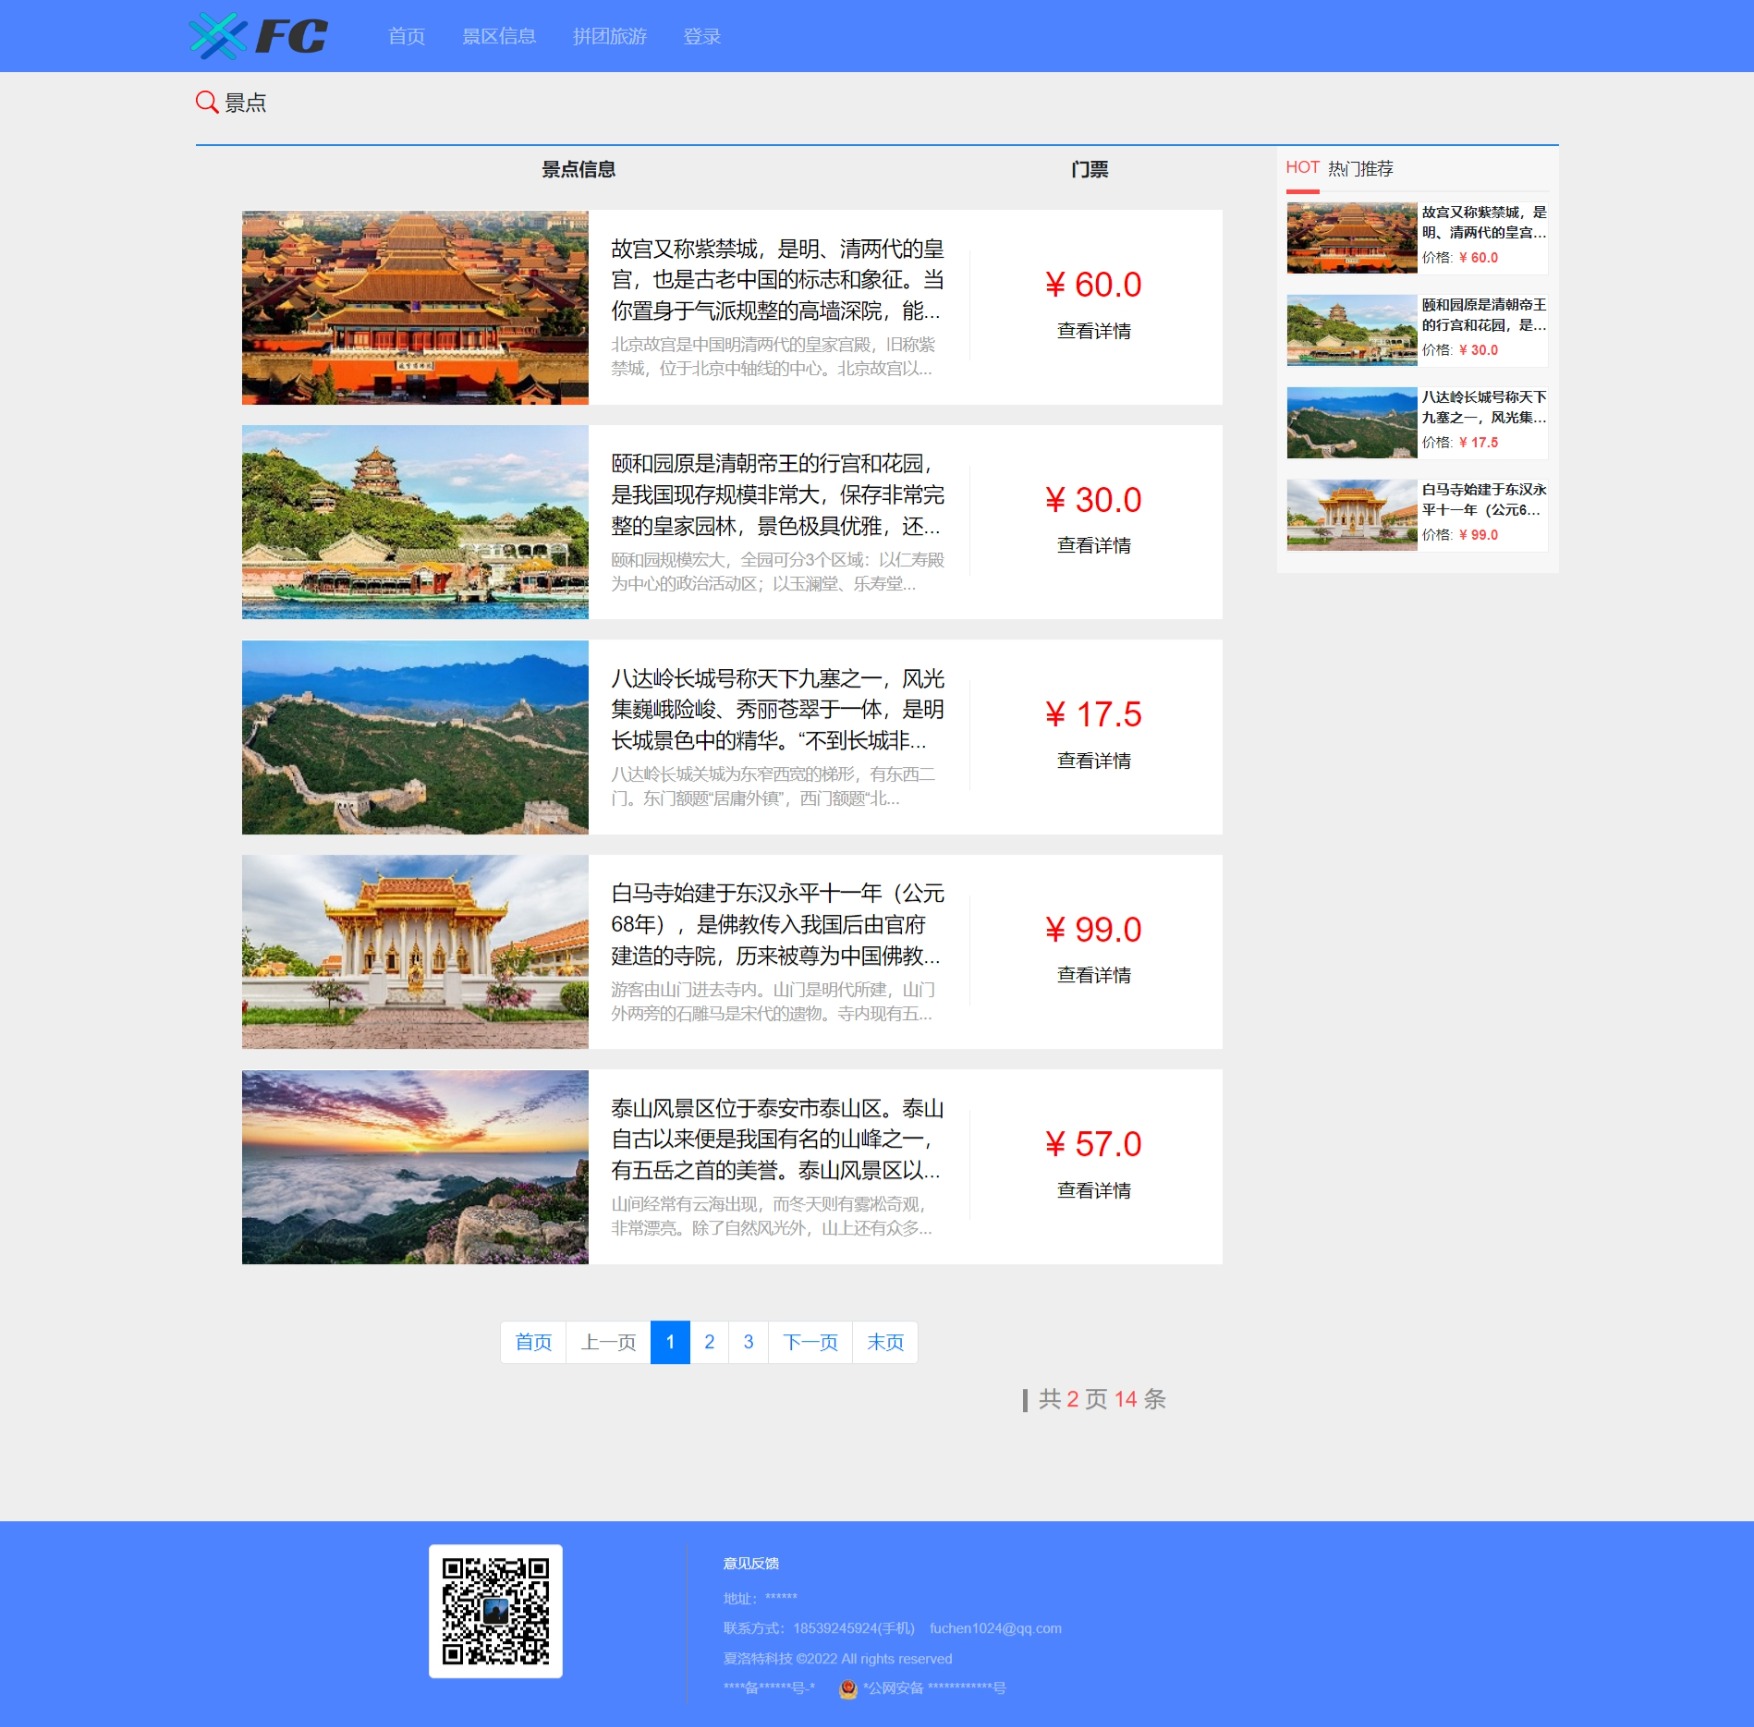 FC
首页 景区信息 拼团旅游 登录
景点
景点信息 门票
故宫又称紫禁城，是明、清两代的皇
宫，也是古老中国的标志和象征。当
你置身于气派规整的高墙深院，能...
北京故宫是中国明清两代的皇家宫殿，旧称紫
禁城，位于北京中轴线的中心。北京故宫以...
¥ 60.0
查看详情
颐和园原是清朝帝王的行宫和花园，
是我国现存规模非常大，保存非常完
整的皇家园林，景色极具优雅，还...
颐和园规模宏大，全园可分3个区域：以仁寿殿
为中心的政治活动区；以玉澜堂、乐寿堂...
¥ 30.0
查看详情
八达岭长城号称天下九塞之一，风光
集巍峨险峻、秀丽苍翠于一体，是明
长城景色中的精华。“不到长城非...
八达岭长城关城为东窄西宽的梯形，有东西二
门。东门额题“居庸外镇”，西门额题“北...
¥ 17.5
查看详情
白马寺始建于东汉永平十一年（公元
68年），是佛教传入我国后由官府
建造的寺院，历来被尊为中国佛教...
游客由山门进去寺内。山门是明代所建，山门
外两旁的石雕马是宋代的遗物。寺内现有五...
¥ 99.0
查看详情
泰山风景区位于泰安市泰山区。泰山
自古以来便是我国有名的山峰之一，
有五岳之首的美誉。泰山风景区以...
山间经常有云海出现，而冬天则有雾凇奇观，
非常漂亮。除了自然风光外，山上还有众多...
¥ 57.0
查看详情
HOT 热门推荐
故宫又称紫禁城，是
明、清两代的皇宫...
价格: ¥ 60.0
颐和园原是清朝帝王
的行宫和花园，是...
价格: ¥ 30.0
八达岭长城号称天下
九塞之一，风光集...
价格: ¥ 17.5
白马寺始建于东汉永
平十一年（公元6...
价格: ¥ 99.0
首页 上一页 1 2 3 下一页 末页
共 2 页 14 条
意见反馈
地址：******
联系方式：18539245924(手机) fuchen1024@qq.com
夏洛特科技 ©2022 All rights reserved
****备******号-* *公网安备 ************号